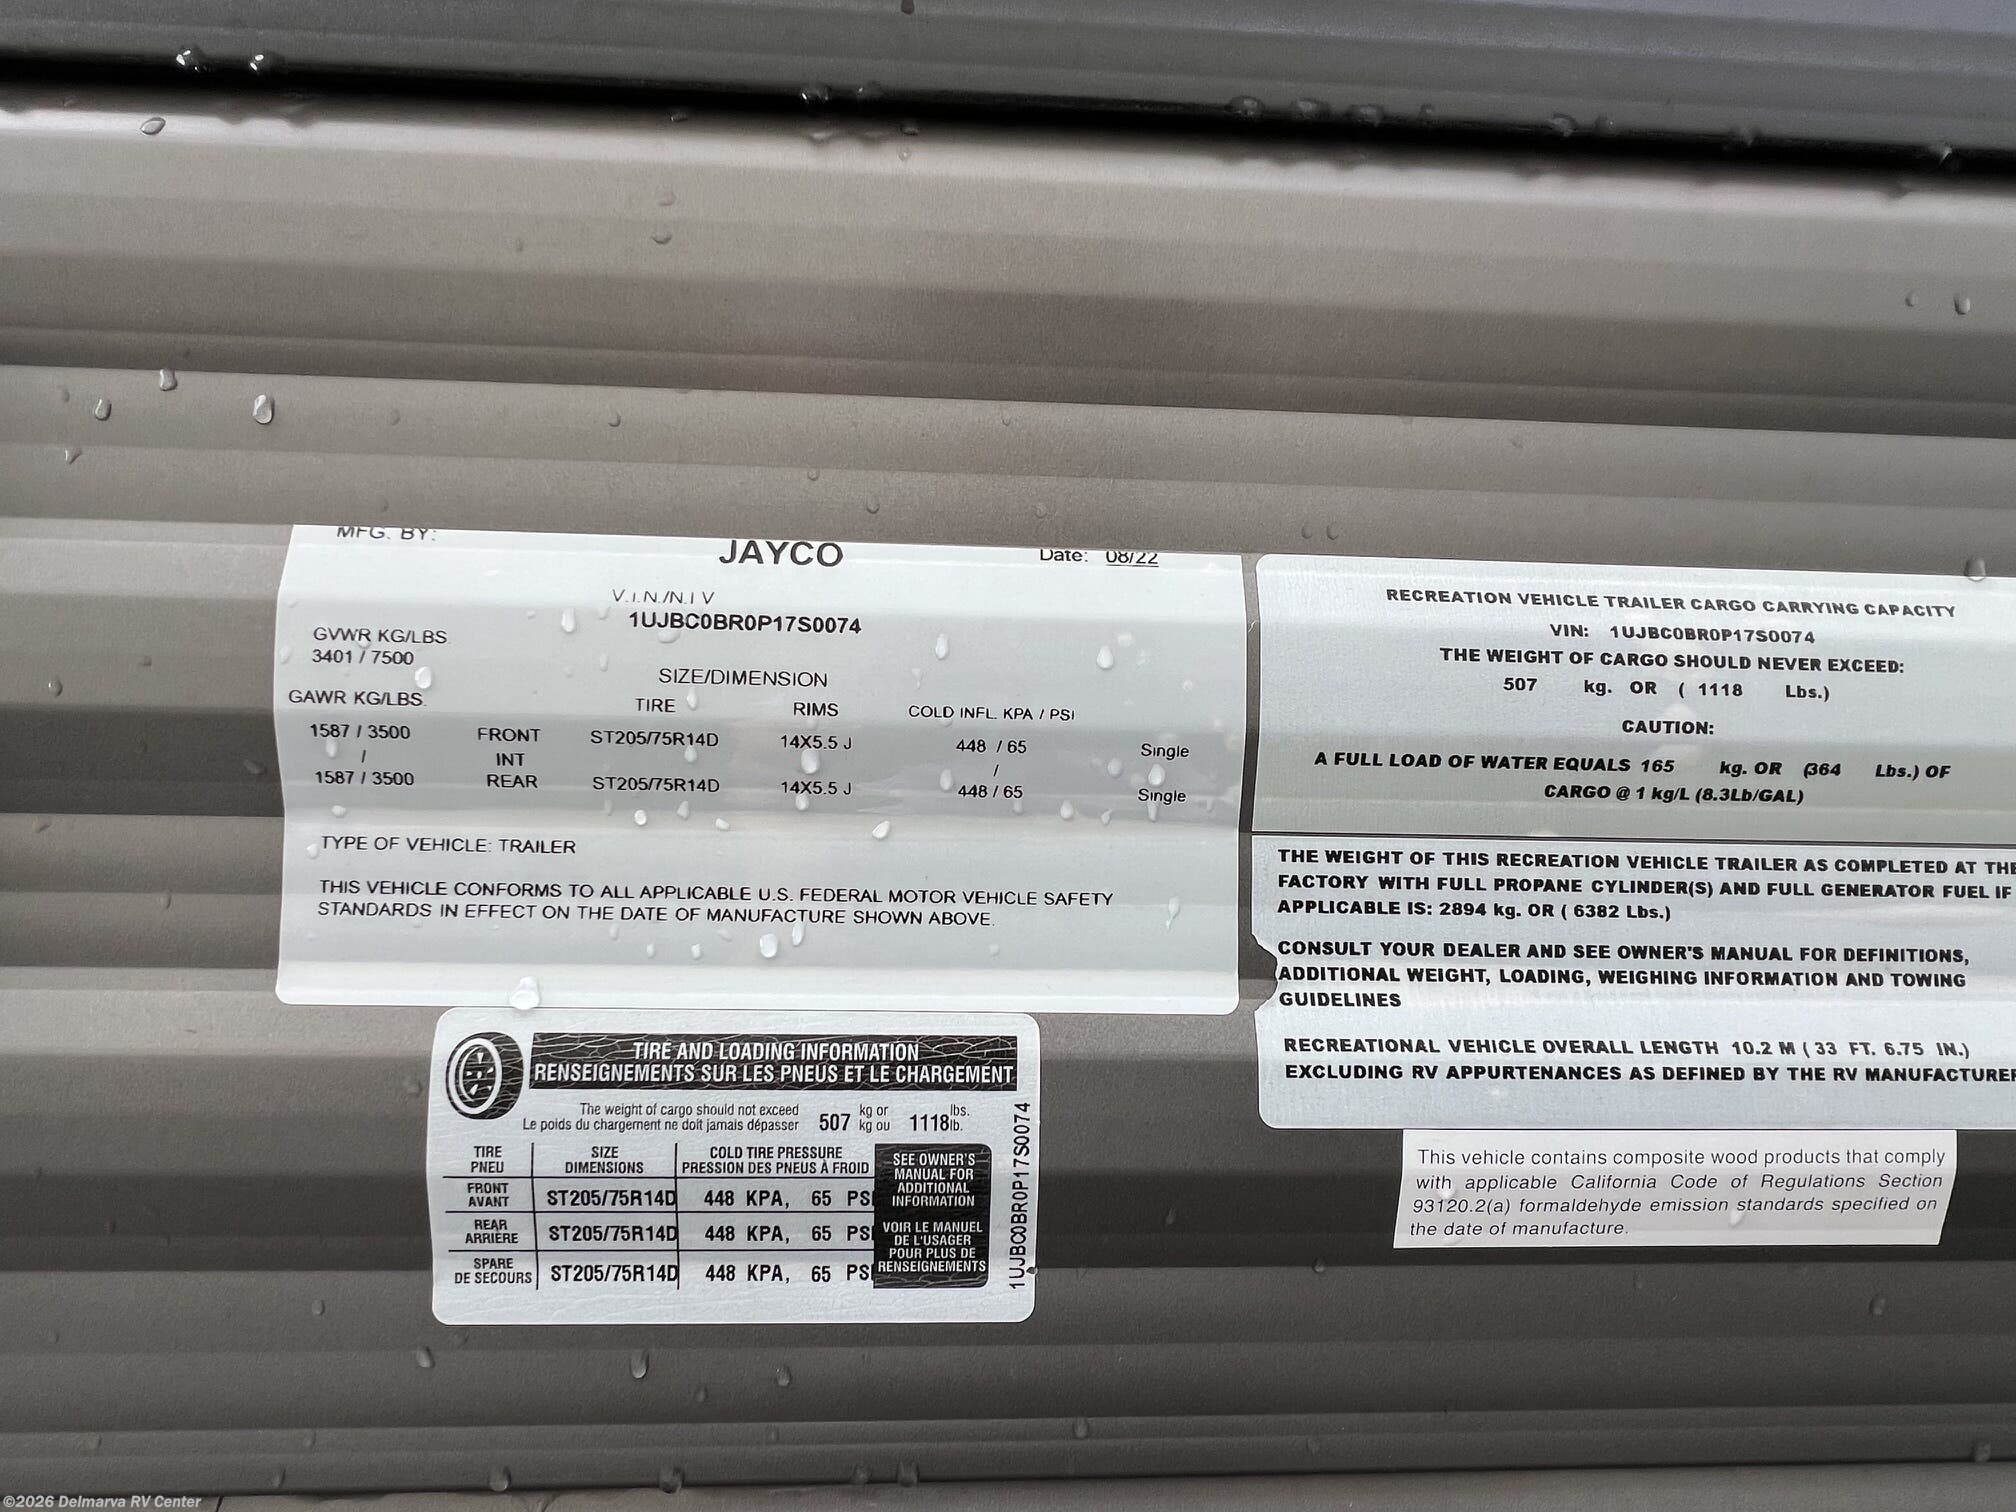 MFG. BY:
JAYCO
Date: 08/22
V.I.N./N.I V
1UJBC0BR0P17S0074
GVWR KG/LBS.
3401 / 7500
SIZE/DIMENSION
GAWR KG/LBS.
TIRE RIMS COLD INFL. KPA / PSI
1587 / 3500 FRONT ST205/75R14D 14X5.5 J 448 / 65 Single
/ INT /
1587 / 3500 REAR ST205/75R14D 14X5.5 J 448 / 65 Single
TYPE OF VEHICLE: TRAILER
THIS VEHICLE CONFORMS TO ALL APPLICABLE U.S. FEDERAL MOTOR VEHICLE SAFETY
STANDARDS IN EFFECT ON THE DATE OF MANUFACTURE SHOWN ABOVE.
RECREATION VEHICLE TRAILER CARGO CARRYING CAPACITY
VIN: 1UJBC0BR0P17S0074
THE WEIGHT OF CARGO SHOULD NEVER EXCEED:
507 kg. OR ( 1118 Lbs.)
CAUTION:
A FULL LOAD OF WATER EQUALS 165 kg. OR (364 Lbs.) OF
CARGO @ 1 kg/L (8.3Lb/GAL)
THE WEIGHT OF THIS RECREATION VEHICLE TRAILER AS COMPLETED AT THE
FACTORY WITH FULL PROPANE CYLINDER(S) AND FULL GENERATOR FUEL IF
APPLICABLE IS: 2894 kg. OR ( 6382 Lbs.)
CONSULT YOUR DEALER AND SEE OWNER'S MANUAL FOR DEFINITIONS,
ADDITIONAL WEIGHT, LOADING, WEIGHING INFORMATION AND TOWING
GUIDELINES
RECREATIONAL VEHICLE OVERALL LENGTH 10.2 M ( 33 FT. 6.75 IN.)
EXCLUDING RV APPURTENANCES AS DEFINED BY THE RV MANUFACTURER
TIRE AND LOADING INFORMATION
RENSEIGNEMENTS SUR LES PNEUS ET LE CHARGEMENT
The weight of cargo should not exceed 507 kg or 1118 lbs.
Le poids du chargement ne doit jamais dépasser kg ou lb.
TIRE SIZE COLD TIRE PRESSURE
PNEU DIMENSIONS PRESSION DES PNEUS À FROID
FRONT
AVANT ST205/75R14D 448 KPA, 65 PSI
REAR
ARRIÈRE ST205/75R14D 448 KPA, 65 PSI
SPARE
DE SECOURS ST205/75R14D 448 KPA, 65 PSI
SEE OWNER'S
MANUAL FOR
ADDITIONAL
INFORMATION
VOIR LE MANUEL
DE L'USAGER
POUR PLUS DE
RENSEIGNEMENTS
1UJBC0BR0P17S0074
This vehicle contains composite wood products that comply
with applicable California Code of Regulations Section
93120.2(a) formaldehyde emission standards specified on
the date of manufacture.
©2026 Delmarva RV Center